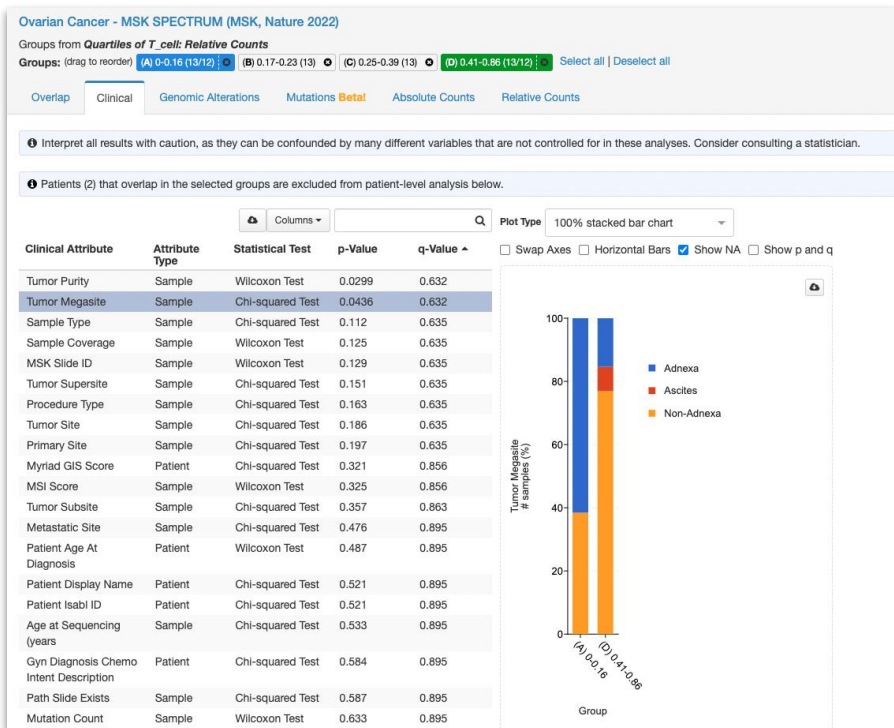 Ovarian Cancer - MSK SPECTRUM (MSK, Nature 2022)
Groups from Quartiles of T_cell: Relative Counts
Groups: (drag to reorder) (A) 0-0.16 (13/12) (B) 0.17-0.23 (13) (C) 0.25-0.39 (13) (D) 0.41-0.86 (13/12) Select all | Deselect all
Overlap Clinical Genomic Alterations Mutations Beta! Absolute Counts Relative Counts
Interpret all results with caution, as they can be confounded by many different variables that are not controlled for in these analyses. Consider consulting a statistician.
Patients (2) that overlap in the selected groups are excluded from patient-level analysis below.
Columns
Clinical Attribute Attribute Type Statistical Test p-Value q-Value
Tumor Purity Sample Wilcoxon Test 0.0299 0.632
Tumor Megasite Sample Chi-squared Test 0.0436 0.632
Sample Type Sample Chi-squared Test 0.112 0.635
Sample Coverage Sample Wilcoxon Test 0.125 0.635
MSK Slide ID Sample Wilcoxon Test 0.129 0.635
Tumor Supersite Sample Chi-squared Test 0.151 0.635
Procedure Type Sample Chi-squared Test 0.163 0.635
Tumor Site Sample Chi-squared Test 0.186 0.635
Primary Site Sample Chi-squared Test 0.197 0.635
Myriad GIS Score Patient Chi-squared Test 0.321 0.856
MSI Score Sample Wilcoxon Test 0.325 0.856
Tumor Subsite Sample Chi-squared Test 0.357 0.863
Metastatic Site Sample Chi-squared Test 0.476 0.895
Patient Age At Diagnosis Patient Wilcoxon Test 0.487 0.895
Patient Display Name Patient Chi-squared Test 0.521 0.895
Patient Isabl ID Patient Chi-squared Test 0.521 0.895
Age at Sequencing (years Sample Chi-squared Test 0.533 0.895
Gyn Diagnosis Chemo Intent Description Patient Chi-squared Test 0.584 0.895
Path Slide Exists Sample Chi-squared Test 0.587 0.895
Mutation Count Sample Wilcoxon Test 0.633 0.895
Plot Type 100% stacked bar chart
Swap Axes Horizontal Bars Show NA Show p and q
100
80
60
40
20
0
Tumor Megasite
# samples (%)
Adnexa
Ascites
Non-Adnexa
(A) 0-0.16
(D) 0.41-0.86
Group